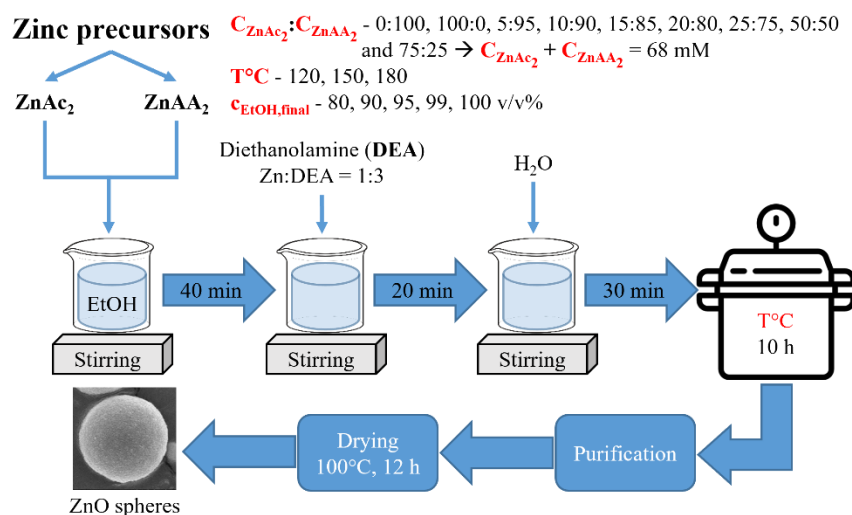 Zinc precursors
C_ZnAc₂:C_ZnAA₂ - 0:100, 100:0, 5:95, 10:90, 15:85, 20:80, 25:75, 50:50
and 75:25 → C_ZnAc₂ + C_ZnAA₂ = 68 mM
T°C - 120, 150, 180
c_EtOH,final - 80, 90, 95, 99, 100 v/v%
ZnAc₂
ZnAA₂
Diethanolamine (DEA)
Zn:DEA = 1:3
H₂O
EtOH
40 min
20 min
30 min
T°C
10 h
Stirring
Stirring
Stirring
Drying
100°C, 12 h
Purification
ZnO spheres